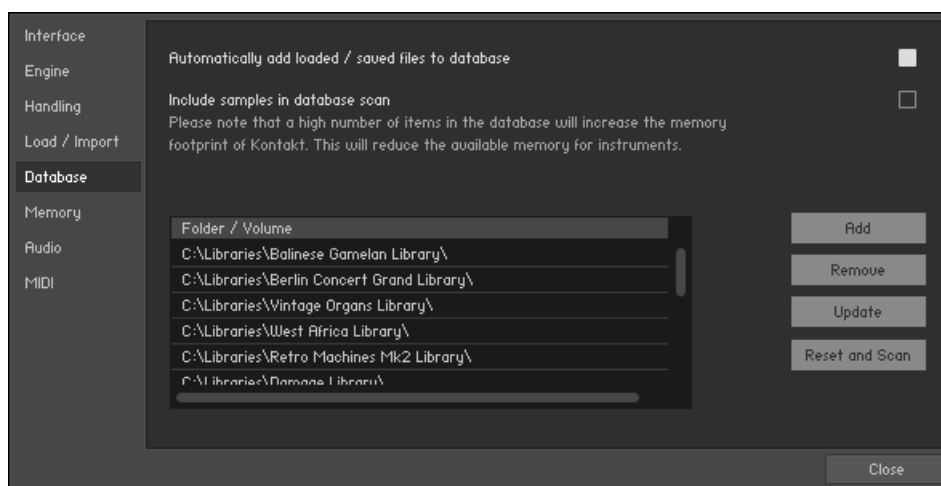 Interface
Engine
Handling
Load / Import
Database
Memory
Audio
MIDI
Automatically add loaded / saved files to database
Include samples in database scan
Please note that a high number of items in the database will increase the memory
footprint of Kontakt. This will reduce the available memory for instruments.
Folder / Volume
C:\Libraries\Balinese Gamelan Library\
C:\Libraries\Berlin Concert Grand Library\
C:\Libraries\Vintage Organs Library\
C:\Libraries\West Africa Library\
C:\Libraries\Retro Machines Mk2 Library\
C:\Libraries\Damage Library\
Add
Remove
Update
Reset and Scan
Close